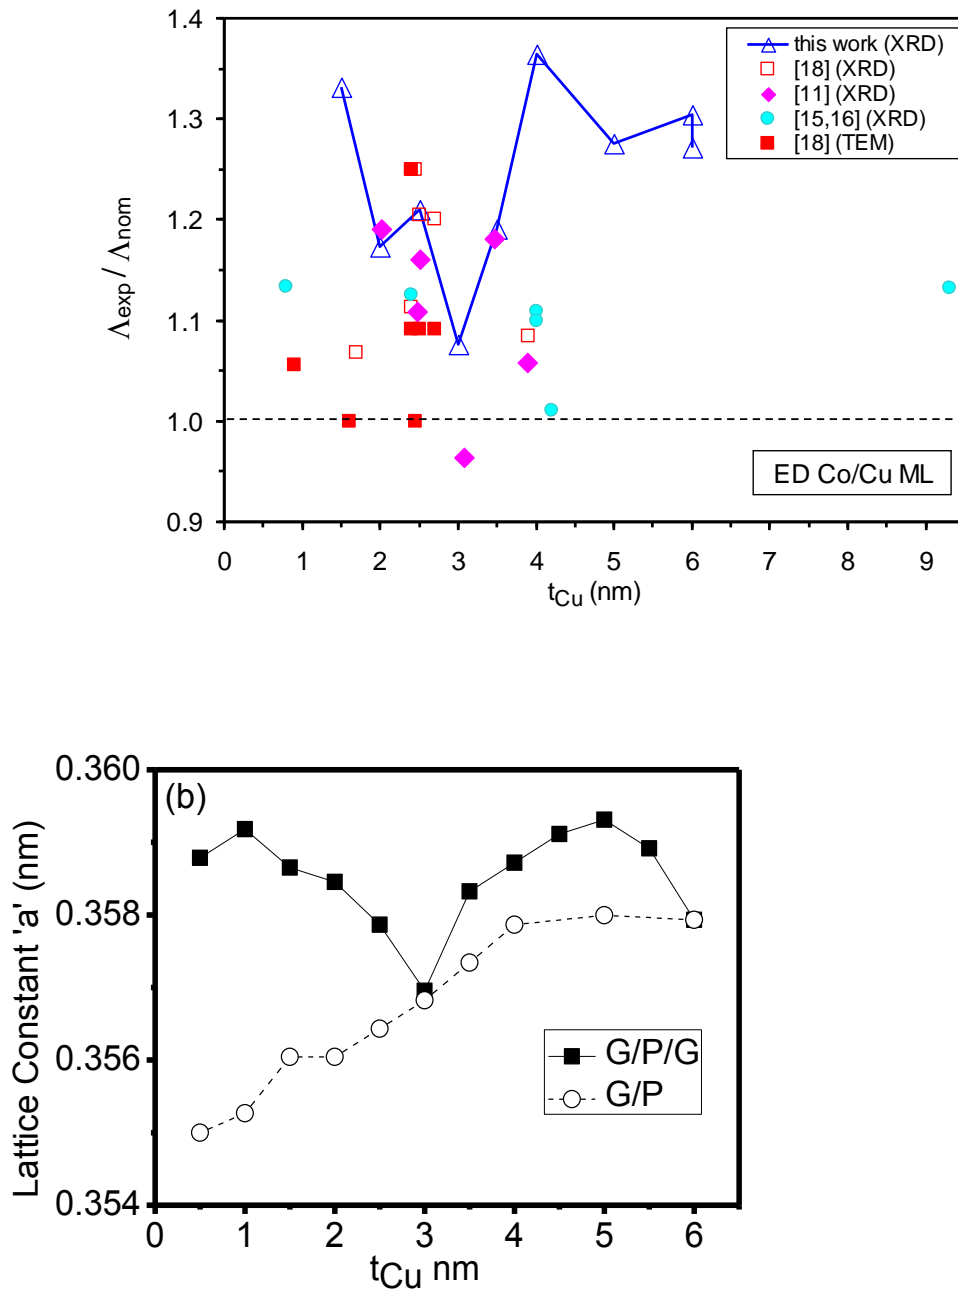 1.4
1.3
1.2
1.1
1.0
0.9
Λexp / Λnom
this work (XRD)
[18] (XRD)
[11] (XRD)
[15,16] (XRD)
[18] (TEM)
ED Co/Cu ML
0 1 2 3 4 5 6 7 8 9
tCu (nm)
0.360
0.358
0.356
0.354
Lattice Constant 'a' (nm)
(b)
G/P/G
G/P
0 1 2 3 4 5 6
tCu nm